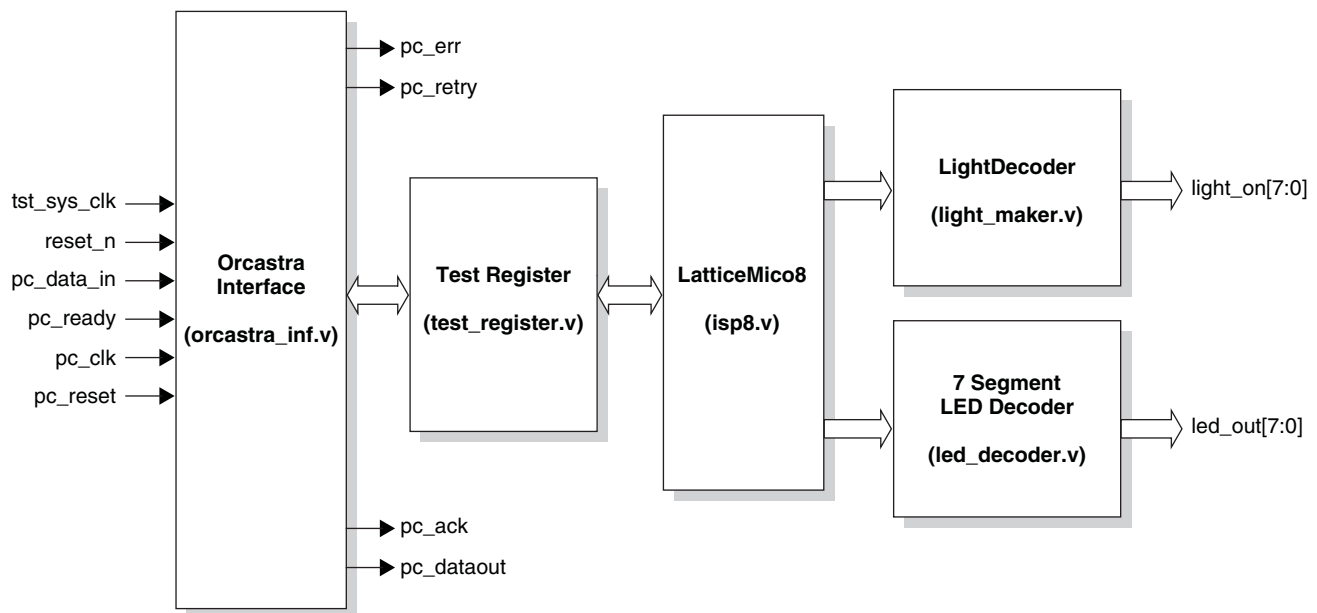 tst_sys_clk
reset_n
pc_data_in
pc_ready
pc_clk
pc_reset
Orcastra
Interface
(orcastra_inf.v)
pc_err
pc_retry
pc_ack
pc_dataout
Test Register
(test_register.v)
LatticeMico8
(isp8.v)
LightDecoder
(light_maker.v)
light_on[7:0]
7 Segment
LED Decoder
(led_decoder.v)
led_out[7:0]